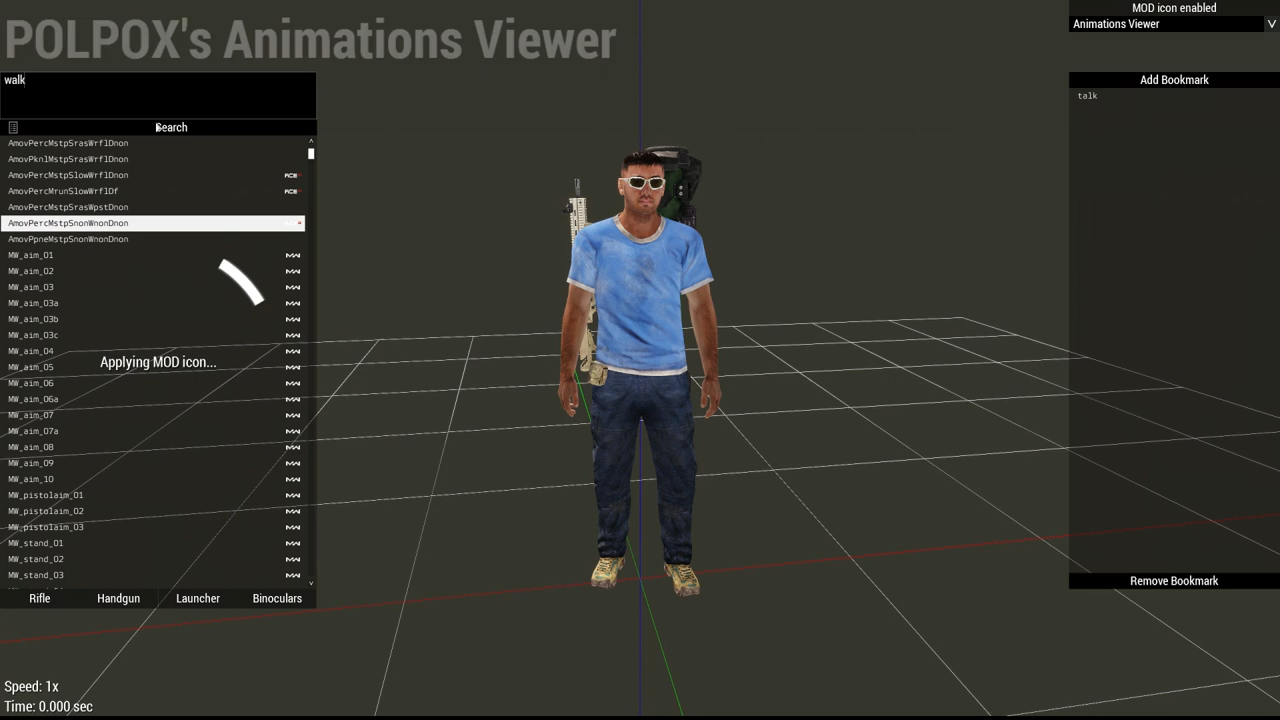 POLPOX's Animations Viewer
MOD icon enabled
Animations Viewer
walk
Search
AmovPercMstpSrasWrflDnon
AmovPknlMstpSrasWrflDnon
AmovPercMstpSlowWrflDnon
ACE
AmovPercMrunSlowWrflDf
ACE
AmovPercMstpSrasWpstDnon
AmovPercMstpSnonWnonDnon
AmovPpneMstpSnonWnonDnon
MW_aim_01
MW_aim_02
MW_aim_03
MW_aim_03a
MW_aim_03b
MW_aim_03c
MW_aim_04
MW_aim_05
MW_aim_06
MW_aim_06a
MW_aim_07
MW_aim_07a
MW_aim_08
MW_aim_09
MW_aim_10
MW_pistolaim_01
MW_pistolaim_02
MW_pistolaim_03
MW_stand_01
MW_stand_02
MW_stand_03
Applying MOD icon...
Rifle
Handgun
Launcher
Binoculars
Add Bookmark
talk
Remove Bookmark
Speed: 1x
Time: 0.000 sec